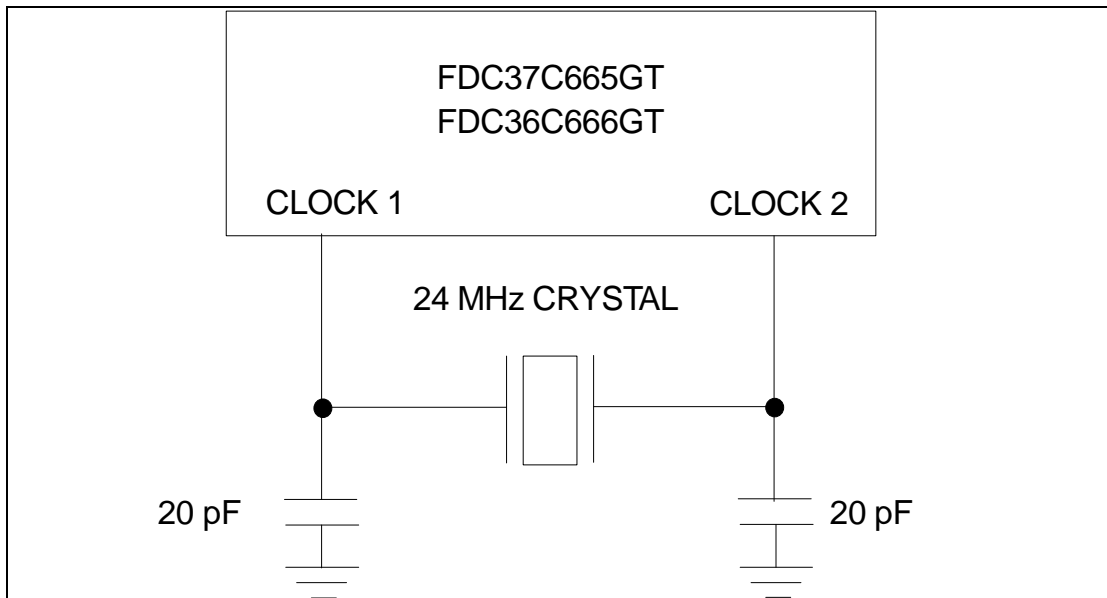 FDC37C665GT
FDC36C666GT
CLOCK 1
CLOCK 2
24 MHz CRYSTAL
20 pF
20 pF